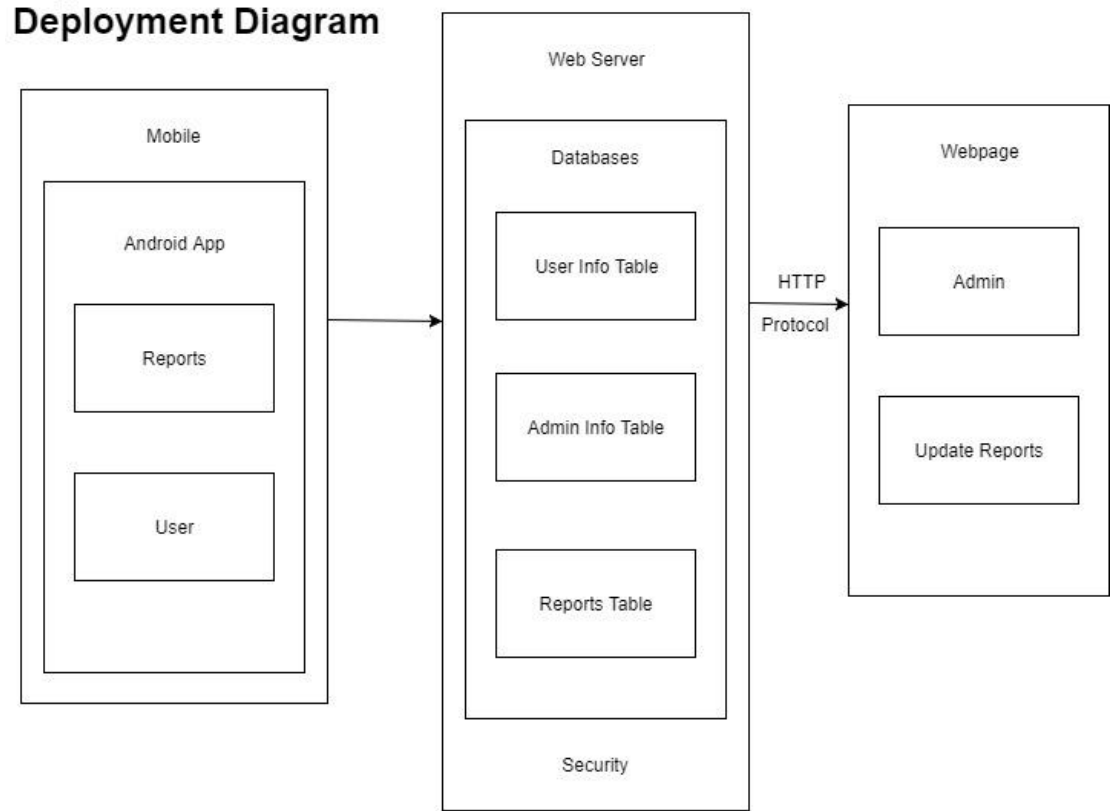 Deployment Diagram
Mobile
Android App
Reports
User
Web Server
Databases
User Info Table
Admin Info Table
Reports Table
Security
HTTP
Protocol
Webpage
Admin
Update Reports